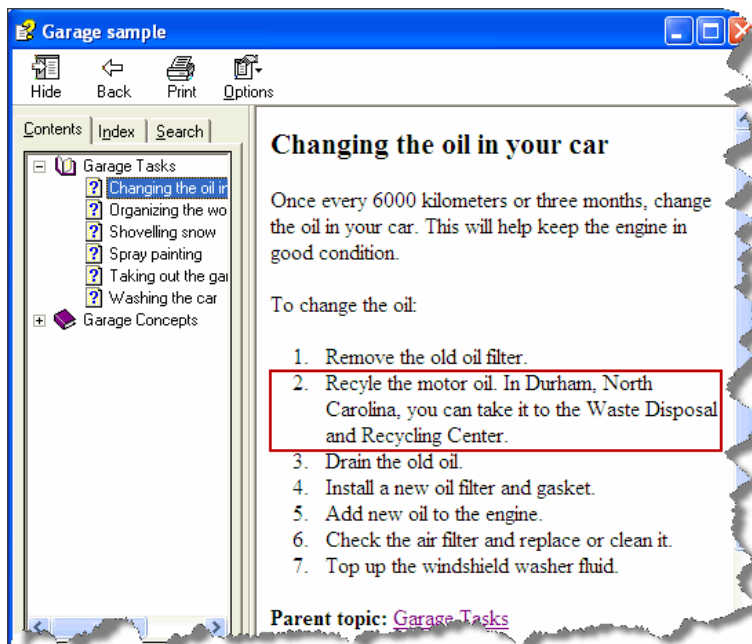 Garage sample
Hide Back Print Options
Contents Index Search
Garage Tasks
Changing the oil in
Organizing the wo
Shovelling snow
Spray painting
Taking out the gar
Washing the car
Garage Concepts
Changing the oil in your car
Once every 6000 kilometers or three months, change
the oil in your car. This will help keep the engine in
good condition.
To change the oil:
1. Remove the old oil filter.
2. Recyle the motor oil. In Durham, North
Carolina, you can take it to the Waste Disposal
and Recycling Center.
3. Drain the old oil.
4. Install a new oil filter and gasket.
5. Add new oil to the engine.
6. Check the air filter and replace or clean it.
7. Top up the windshield washer fluid.
Parent topic: Garage Tasks